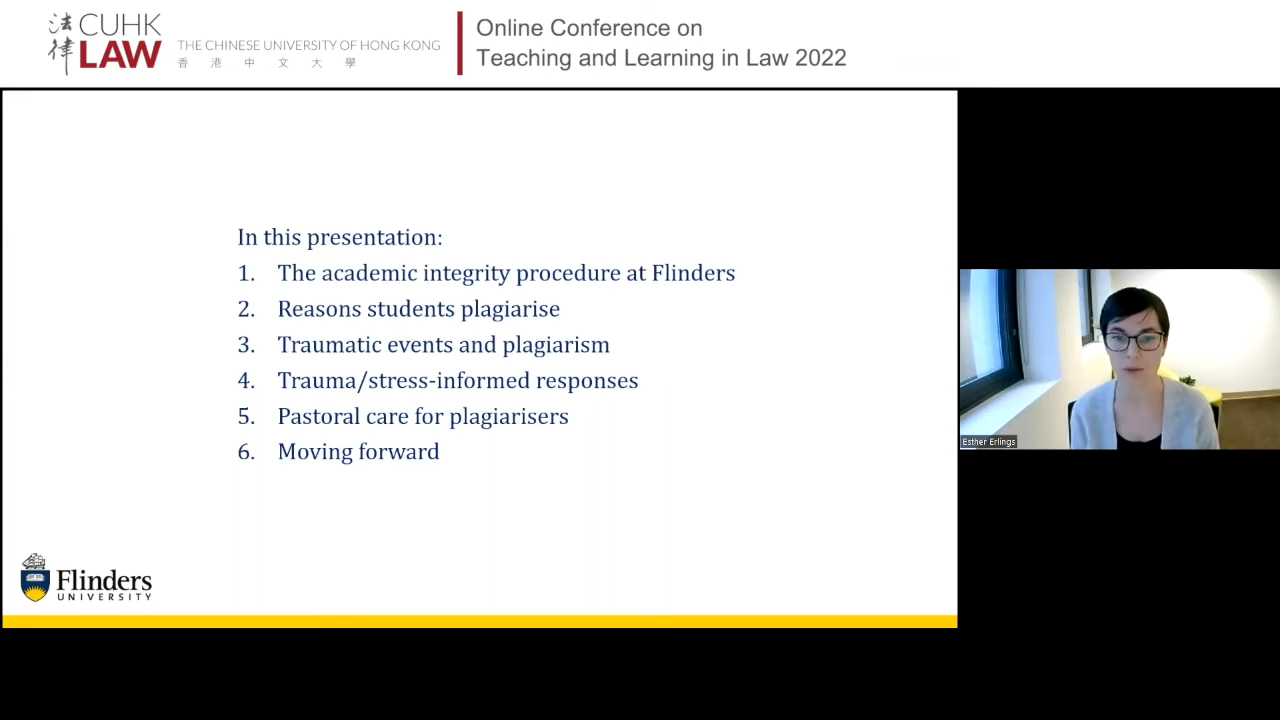 法律
CUHK
LAW
THE CHINESE UNIVERSITY OF HONG KONG
香港中文大學
Online Conference on
Teaching and Learning in Law 2022
In this presentation:
1. The academic integrity procedure at Flinders
2. Reasons students plagiarise
3. Traumatic events and plagiarism
4. Trauma/stress-informed responses
5. Pastoral care for plagiarisers
6. Moving forward
Esther Erlings
Flinders
UNIVERSITY